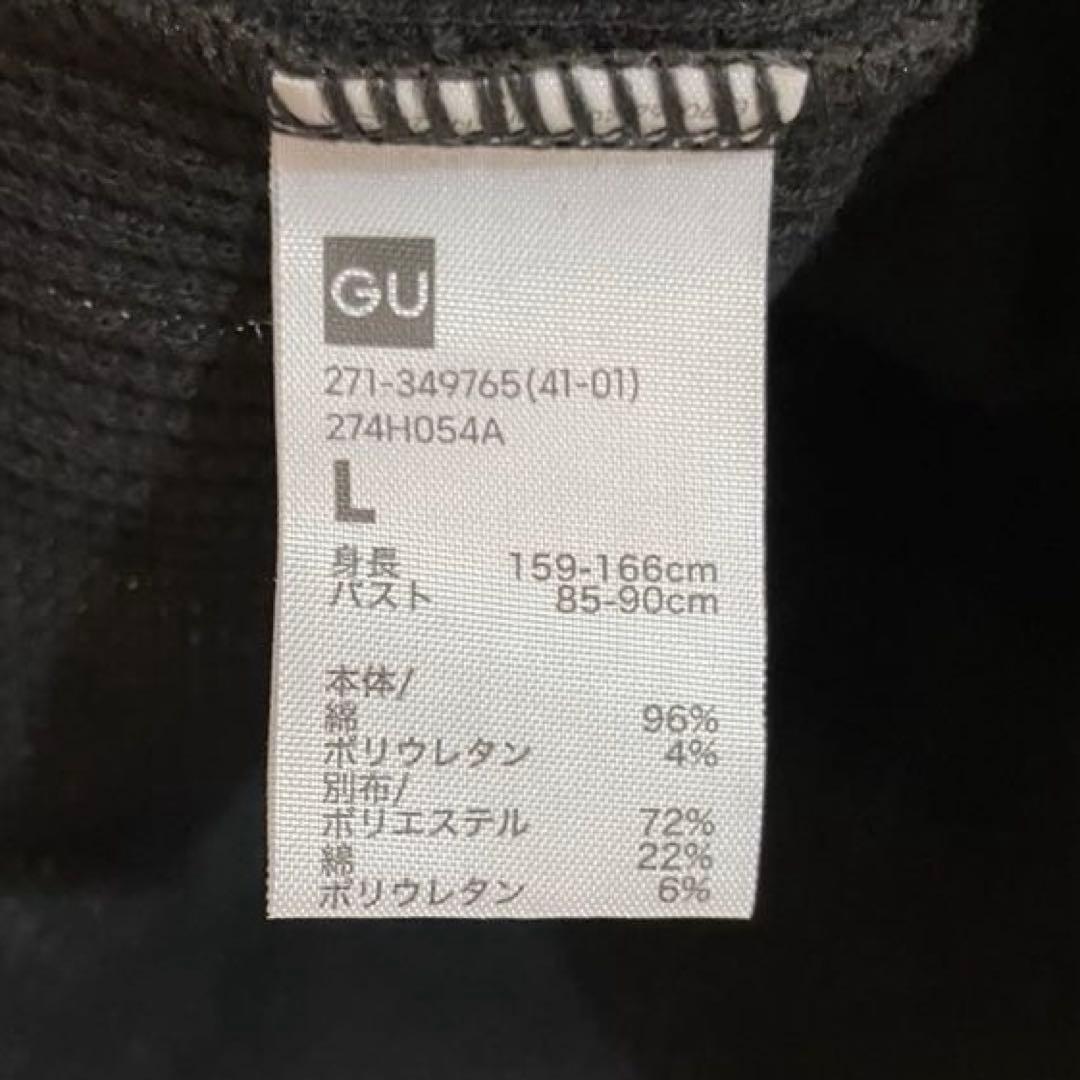 GU
271-349765(41-01)
274H054A
L
身長 159-166cm
バスト 85-90cm
本体/
綿 96%
ポリウレタン 4%
別布/
ポリエステル 72%
綿 22%
ポリウレタン 6%